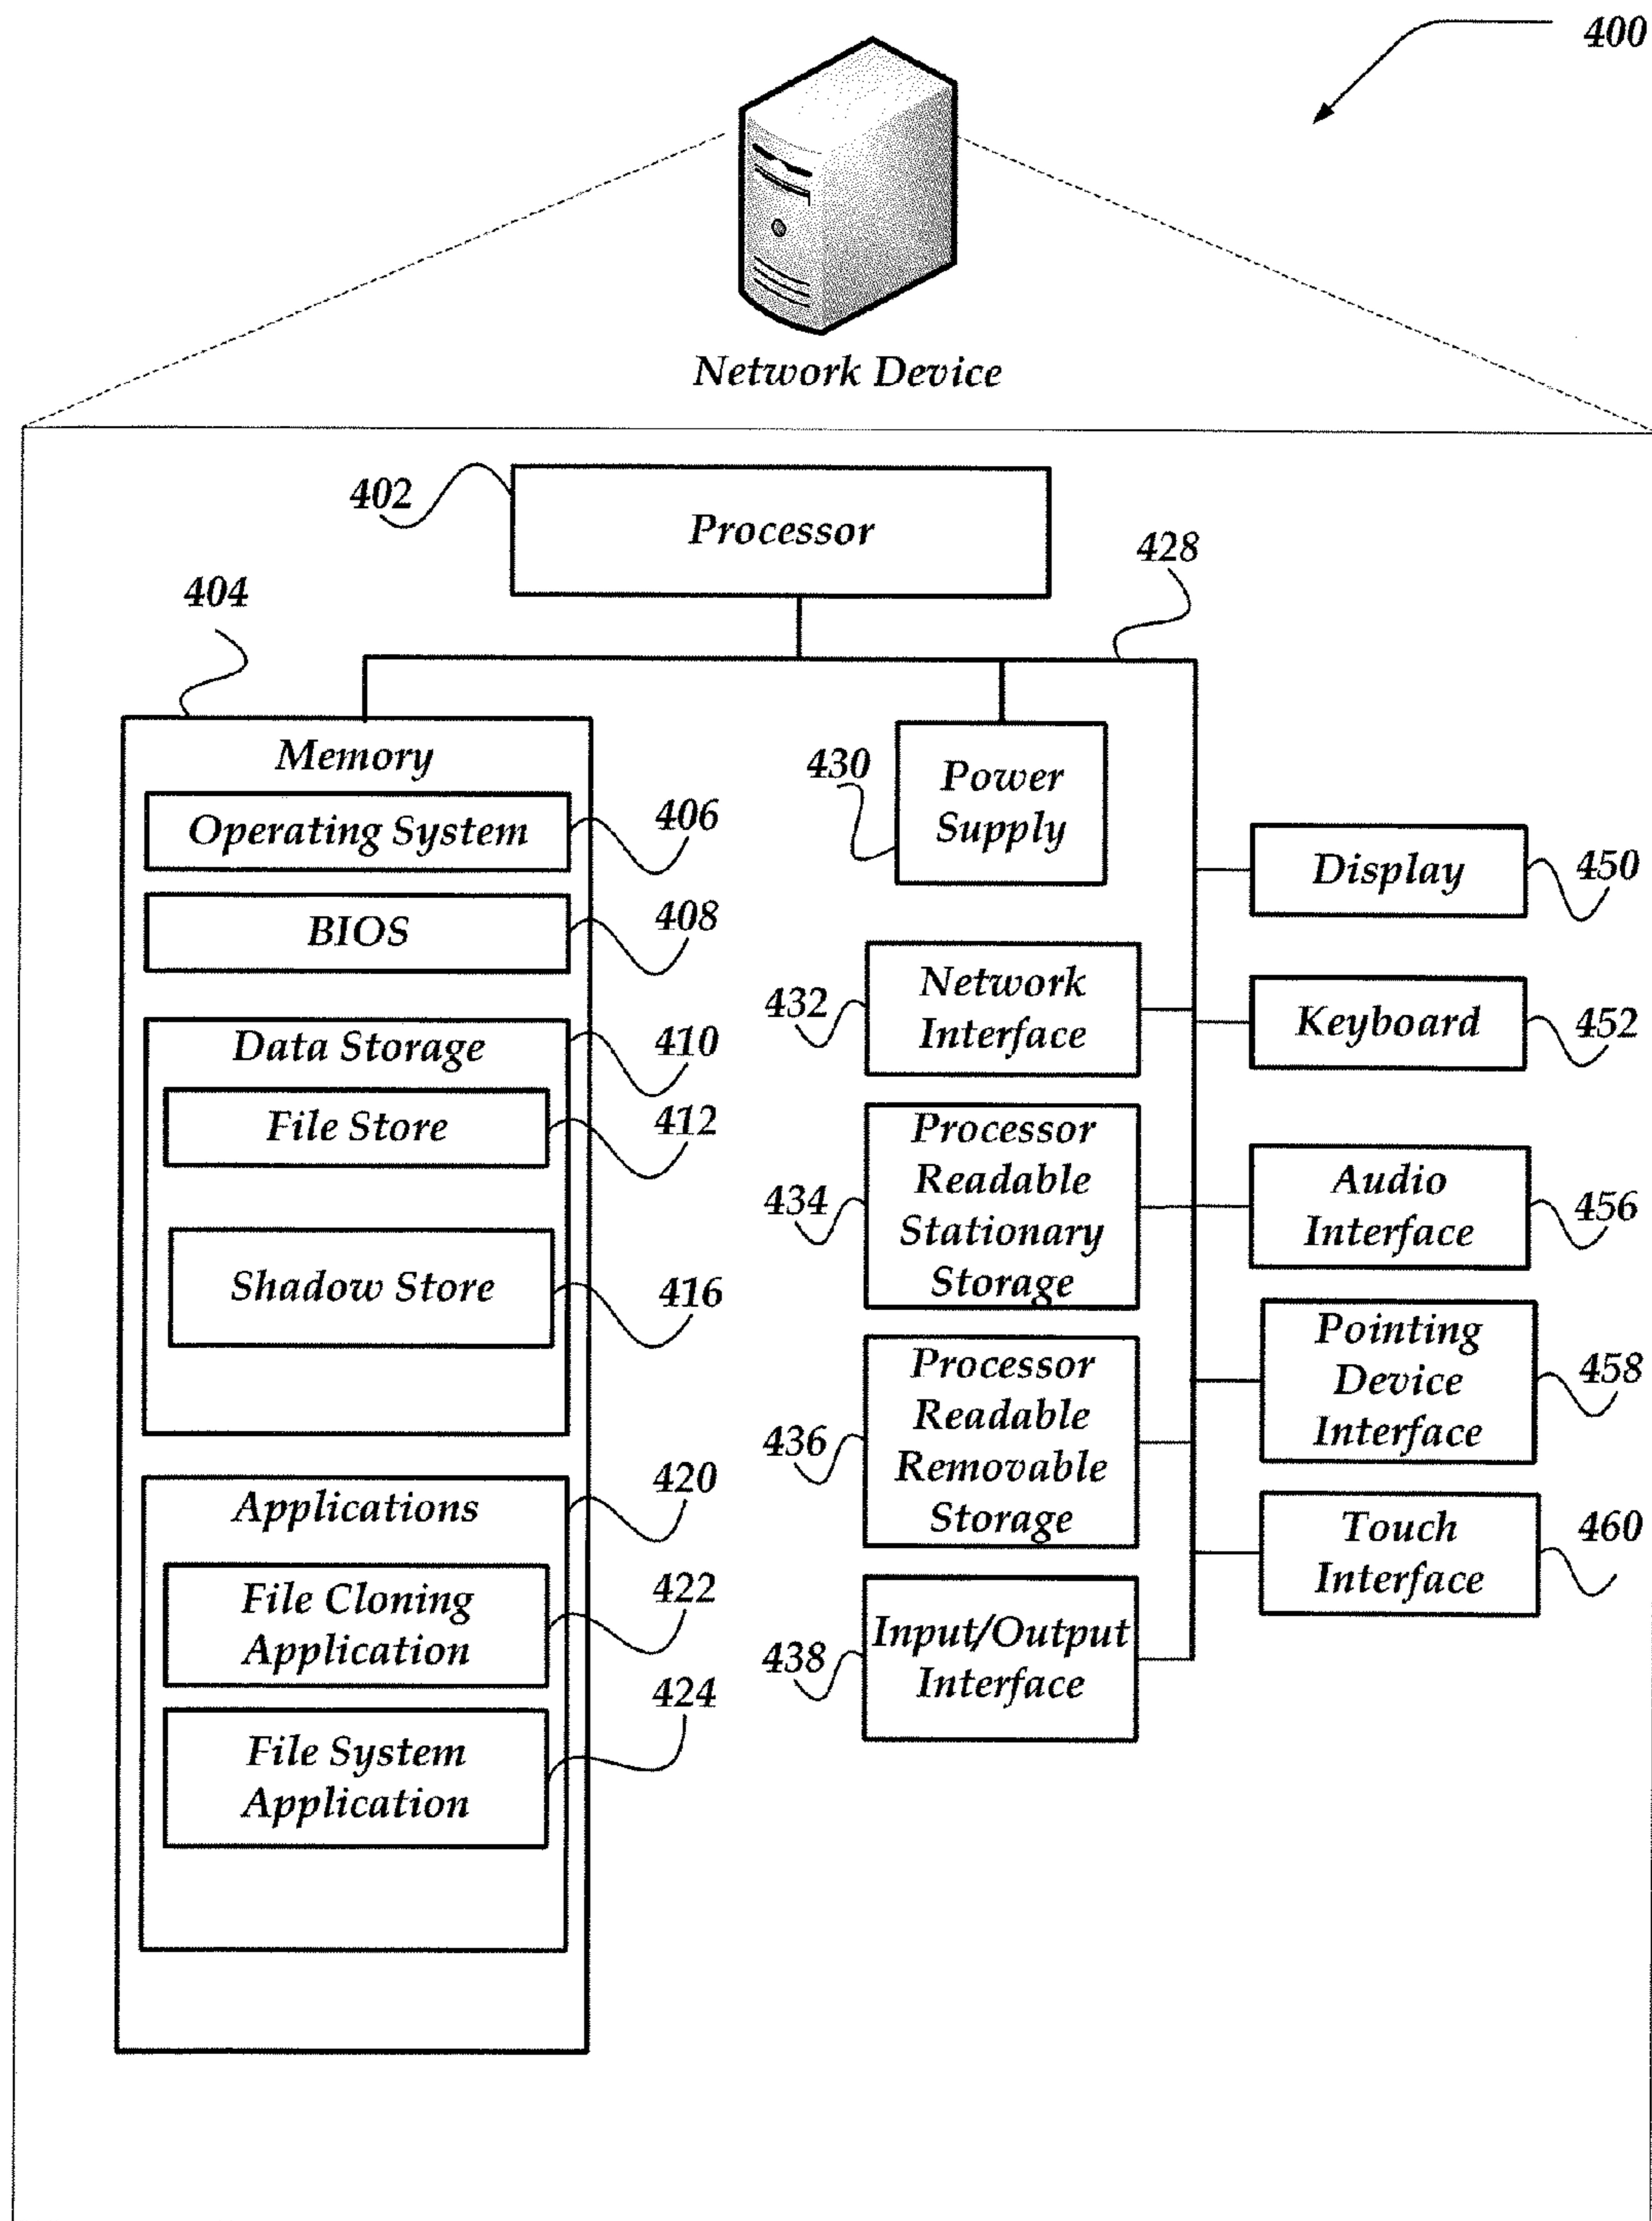 400
Network Device
402
Processor
428
404
Memory
Operating System
406
BIOS
408
Data Storage
410
File Store
412
Shadow Store
416
Applications
420
File Cloning
Application
422
File System
Application
424
430
Power
Supply
432
Network
Interface
434
Processor
Readable
Stationary
Storage
436
Processor
Readable
Removable
Storage
438
Input/Output
Interface
Display
450
Keyboard
452
Audio
Interface
456
Pointing
Device
Interface
458
Touch
Interface
460